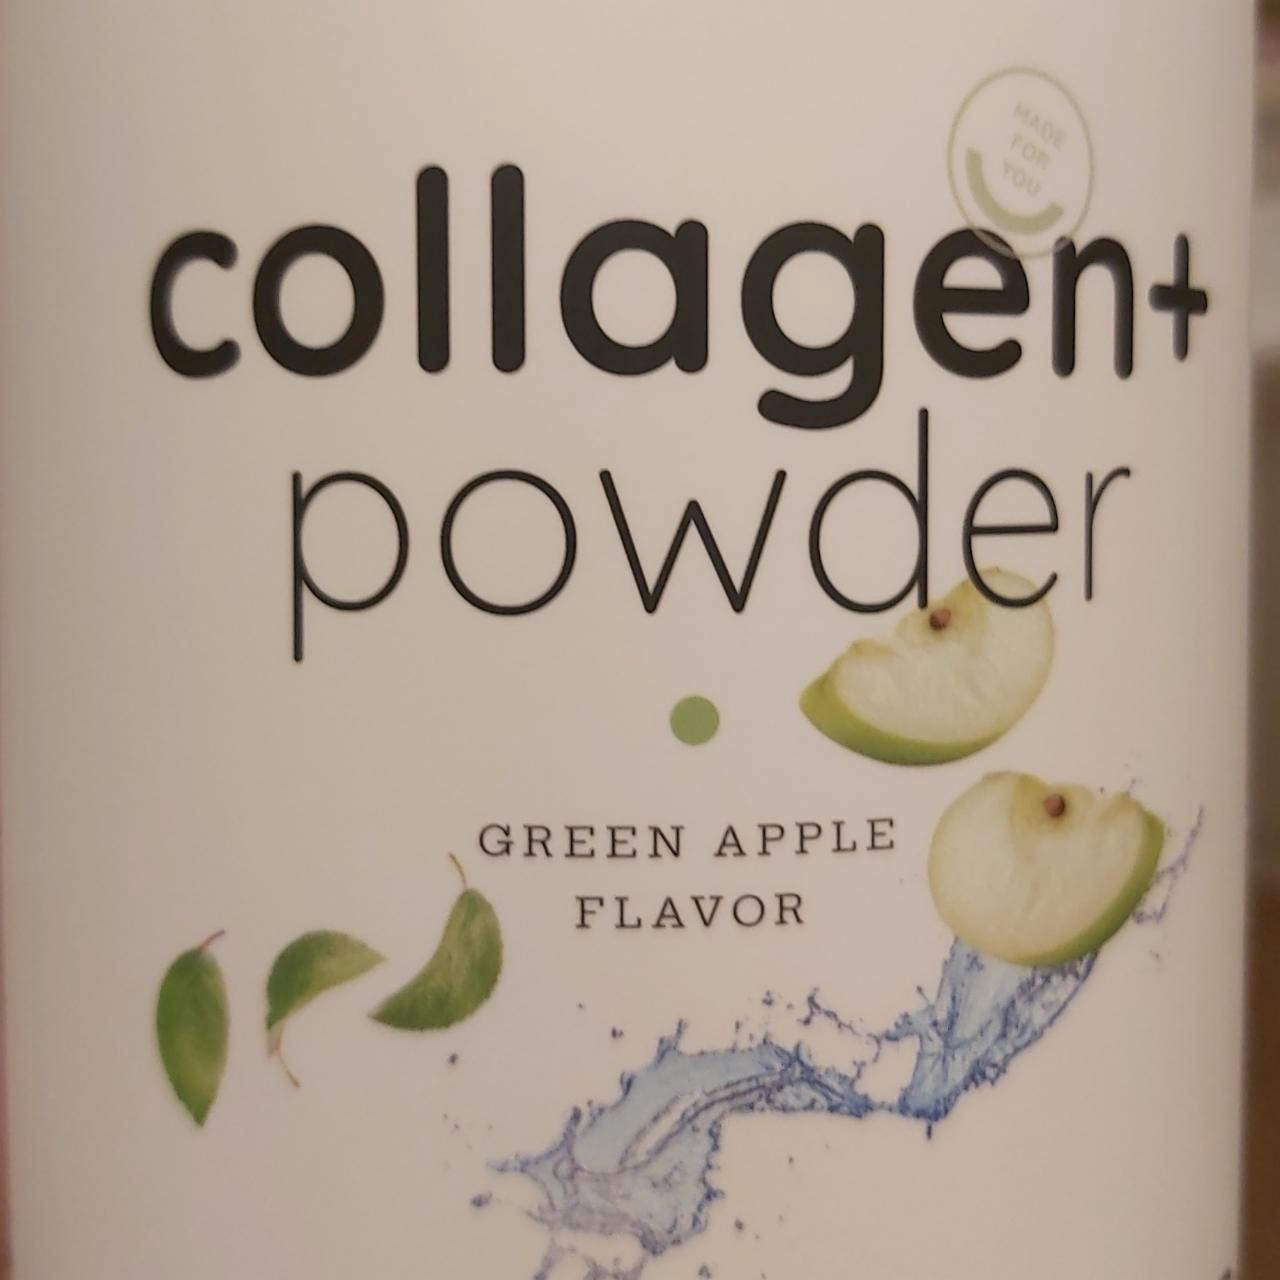 MADE
FOR
YOU
collagen+
powder
GREEN APPLE
FLAVOR